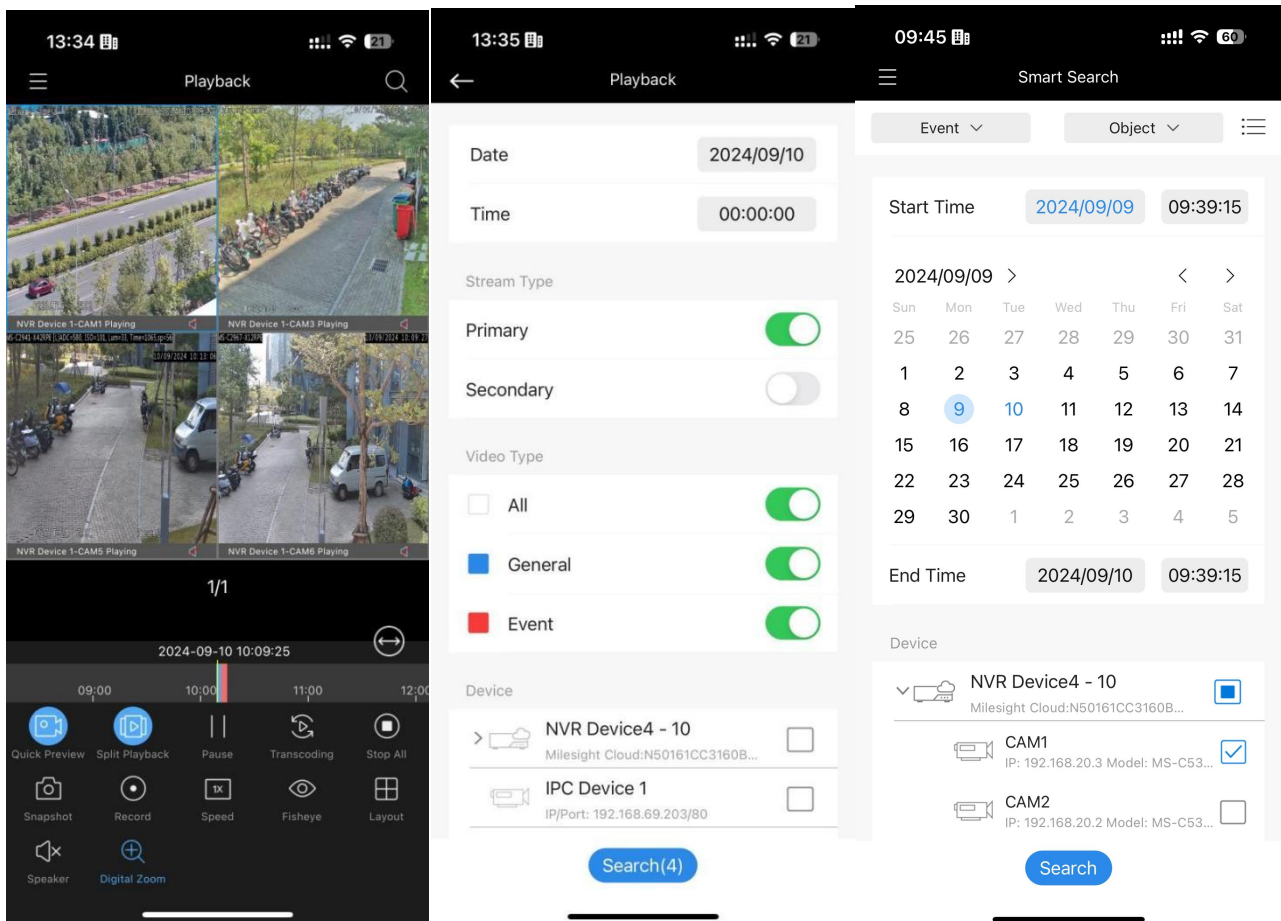 13:34
21
Playback
NVR Device 1-CAM1 Playing
NVR Device 1-CAM3 Playing
10/09/2024 10:13:06
NVR Device 1-CAM5 Playing
NVR Device 1-CAM6 Playing
1/1
2024-09-10 10:09:25
09:00 10:00 11:00 12:00
Quick Preview Split Playback Pause Transcoding Stop All
1X
Snapshot Record Speed Fisheye Layout
Speaker Digital Zoom
13:35
21
Playback
Date 2024/09/10
Time 00:00:00
Stream Type
Primary
Secondary
Video Type
All
General
Event
Device
NVR Device4 - 10
Milesight Cloud:N50161CC3160B...
IPC Device 1
IP/Port: 192.168.69.203/80
Search(4)
09:45
60
Smart Search
Event Object
Start Time 2024/09/09 09:39:15
2024/09/09
Sun Mon Tue Wed Thu Fri Sat
25 26 27 28 29 30 31
1 2 3 4 5 6 7
8 9 10 11 12 13 14
15 16 17 18 19 20 21
22 23 24 25 26 27 28
29 30 1 2 3 4 5
End Time 2024/09/10 09:39:15
Device
NVR Device4 - 10
Milesight Cloud:N50161CC3160B...
CAM1
IP: 192.168.20.3 Model: MS-C53...
CAM2
IP: 192.168.20.2 Model: MS-C53...
Search